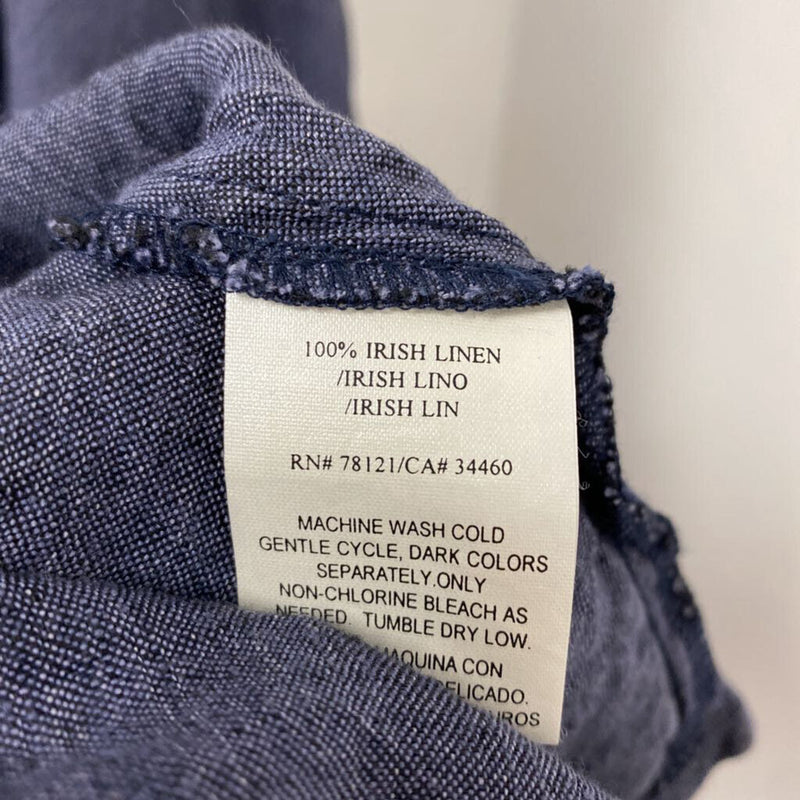 100% IRISH LINEN
/IRISH LINO
/IRISH LIN
RN# 78121/CA# 34460
MACHINE WASH COLD
GENTLE CYCLE, DARK COLORS
SEPARATELY.ONLY
NON-CHLORINE BLEACH AS
NEEDED. TUMBLE DRY LOW.
CON